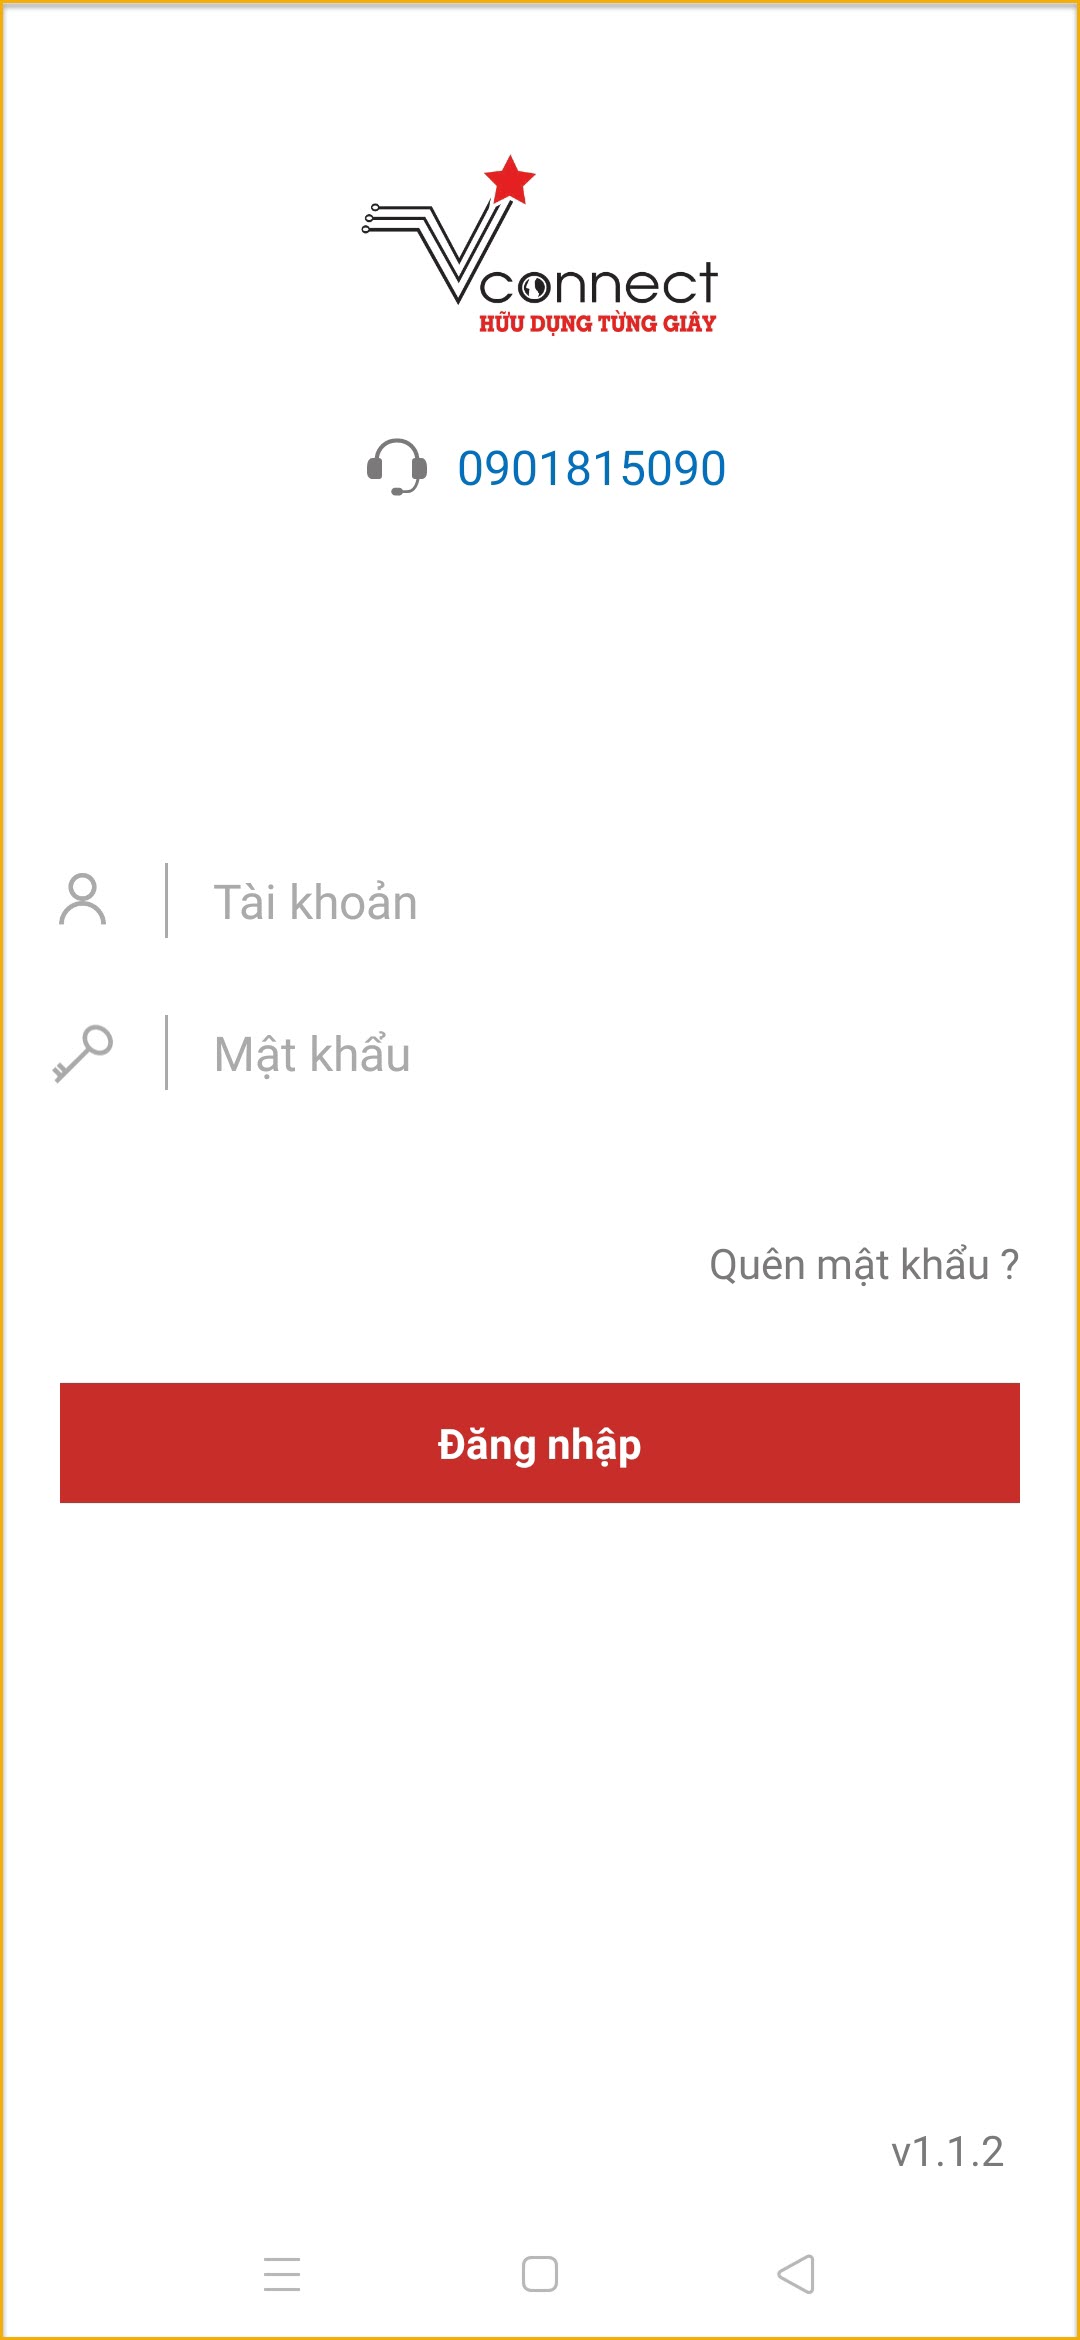 Vconnect
HỮU DỤNG TỪNG GIÂY
0901815090
Tài khoản
Mật khẩu
Quên mật khẩu ?
Đăng nhập
v1.1.2